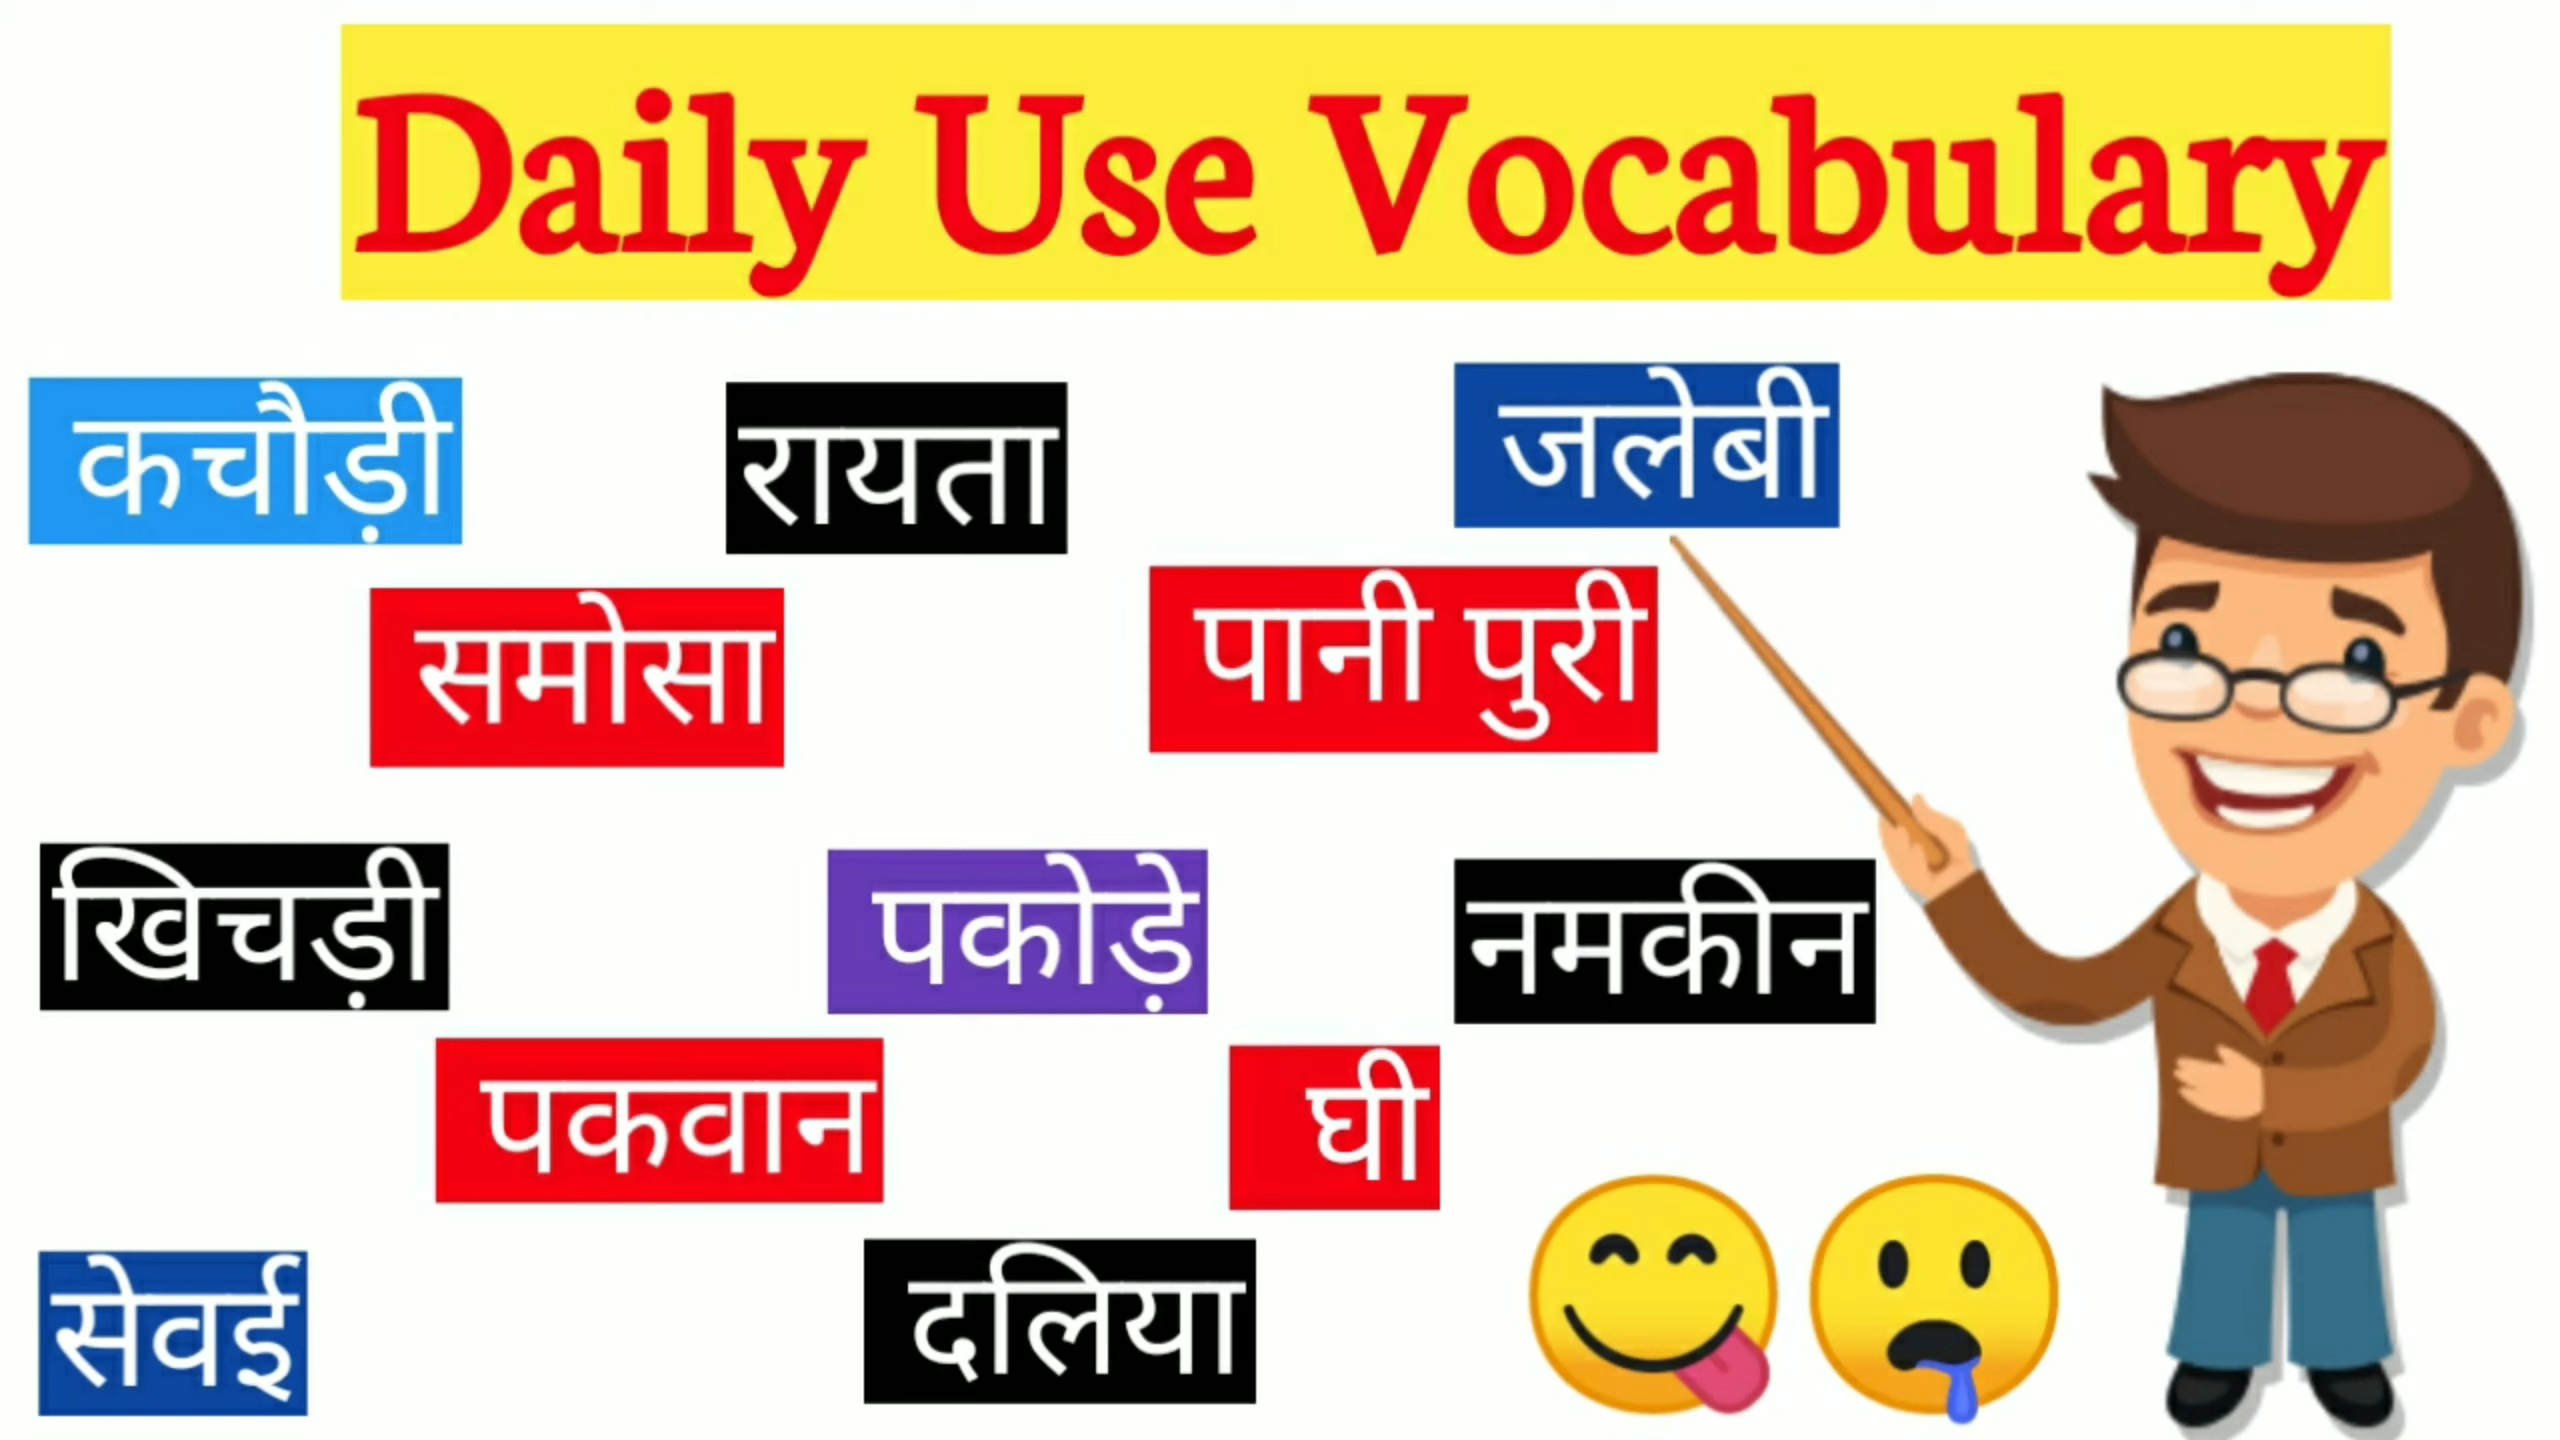 Daily Use Vocabulary
कचौड़ी
रायता
जलेबी
समोसा
पानी पुरी
खिचड़ी
पकोड़े
नमकीन
पकवान
घी
सेवई
दलिया